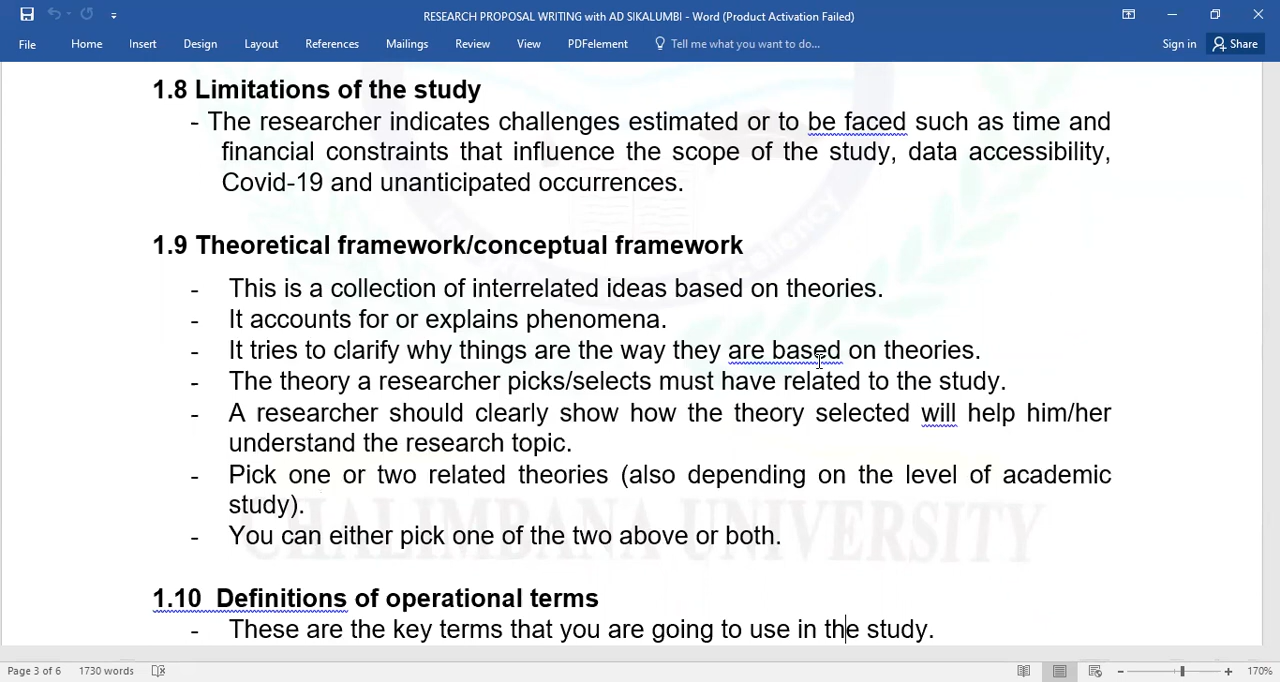 RESEARCH PROPOSAL WRITING with AD SIKALUMBI - Word (Product Activation Failed)
File Home Insert Design Layout References Mailings Review View PDFelement Tell me what you want to do... Sign in Share
1.8 Limitations of the study
- The researcher indicates challenges estimated or to be faced such as time and
financial constraints that influence the scope of the study, data accessibility,
Covid-19 and unanticipated occurrences.
1.9 Theoretical framework/conceptual framework
- This is a collection of interrelated ideas based on theories.
- It accounts for or explains phenomena.
- It tries to clarify why things are the way they are based on theories.
- The theory a researcher picks/selects must have related to the study.
- A researcher should clearly show how the theory selected will help him/her
understand the research topic.
- Pick one or two related theories (also depending on the level of academic
study).
- You can either pick one of the two above or both.
CHALIMBANA UNIVERSITY
1.10 Definitions of operational terms
- These are the key terms that you are going to use in the study.
Page 3 of 6 1730 words 170%